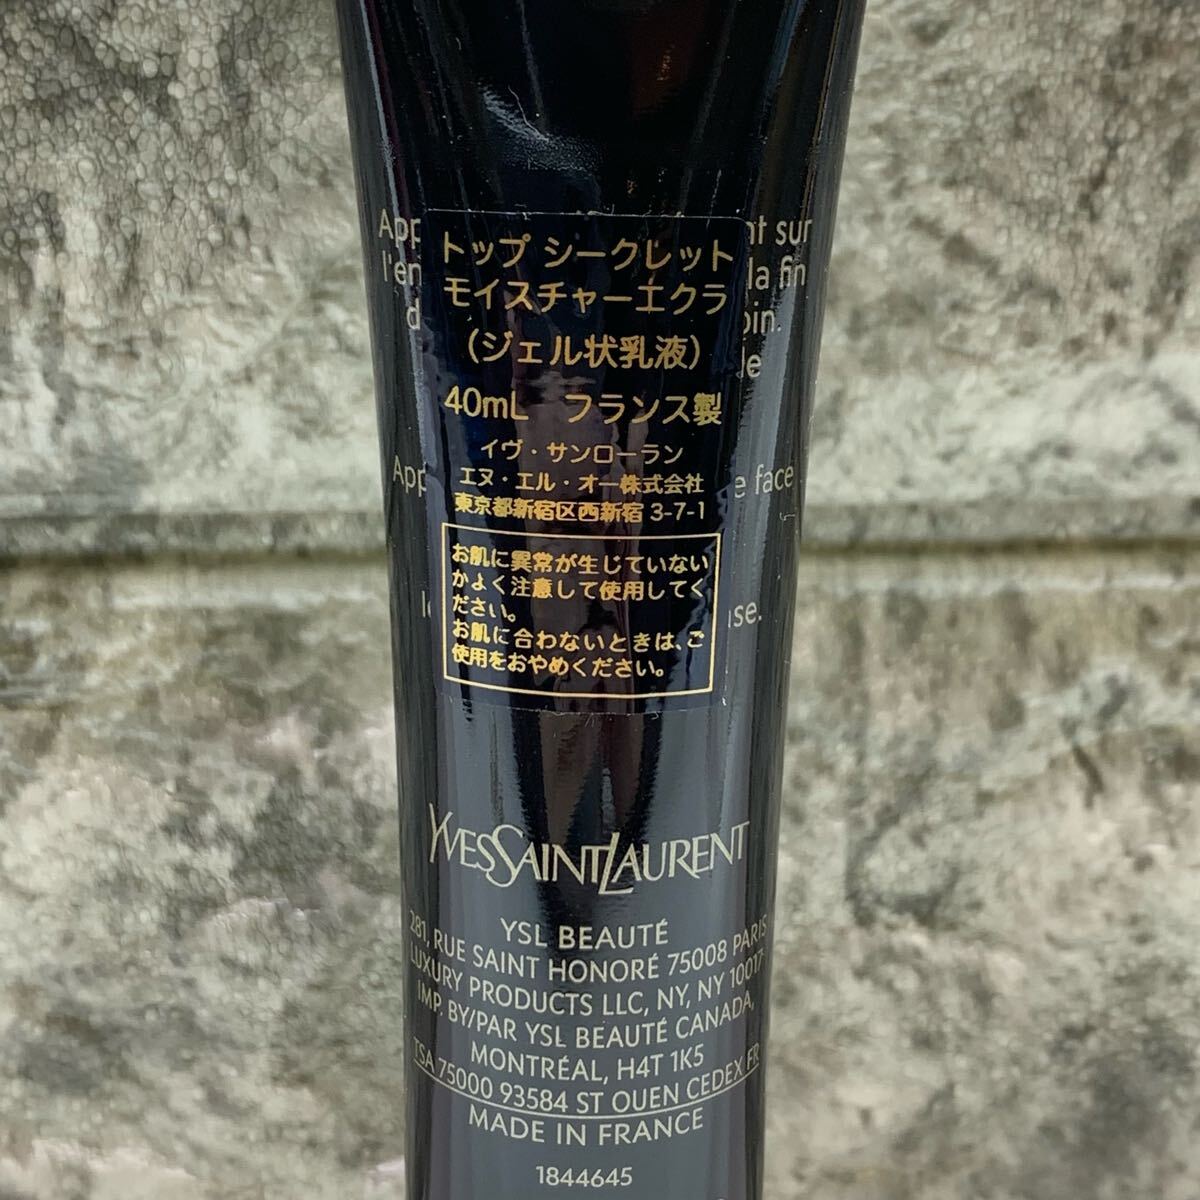 トップ シークレット
モイスチャーエクラ
（ジェル状乳液）
40mL フランス製
イヴ・サンローラン
エヌ・エル・オー株式会社
東京都新宿区西新宿 3-7-1
お肌に異常が生じていない
かよく注意して使用してく
ださい。
お肌に合わないときは、ご
使用をおやめください。
sur
la fin
face
YVESSAINTLAURENT
YSL BEAUTÉ
281, RUE SAINT HONORÉ 75008 PARIS
LUXURY PRODUCTS LLC, NY, NY 10017
IMP. BY/PAR YSL BEAUTÉ CANADA,
MONTRÉAL, H4T 1K5
TSA 75000 93584 ST OUEN CEDEX FR
MADE IN FRANCE
1844645